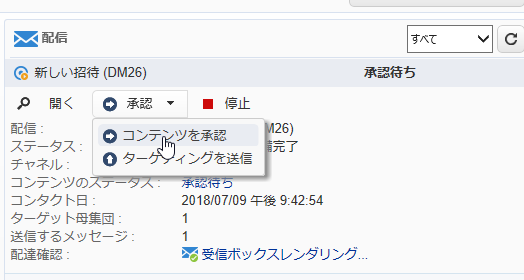 配信
すべて
新しい招待 (DM26)
承認待ち
開く
承認
停止
配信 :
M26)
コンテンツを承認
ステータス :
備完了
ターゲティングを送信
チャネル :
コンテンツのステータス :
承認待ち
コンタクト日 :
2018/07/09 午後 9:42:54
ターゲット母集団 :
1
送信するメッセージ :
1
配達確認 :
受信ボックスレンダリング...